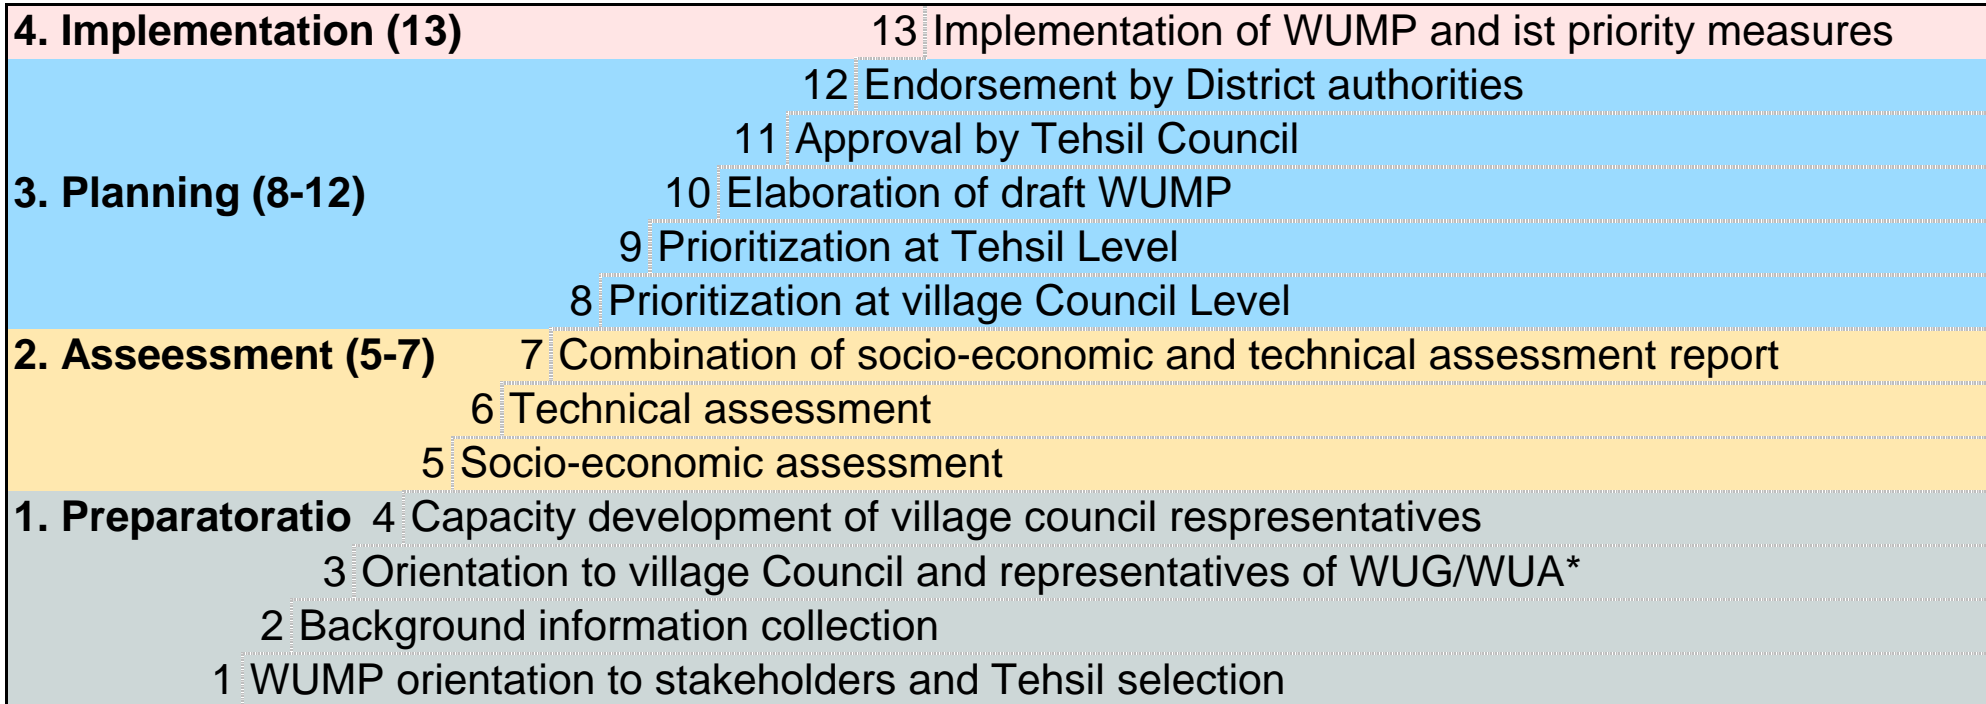 4. Implementation (13) 13 Implementation of WUMP and ist priority measures
12 Endorsement by District authorities
11 Approval by Tehsil Council
3. Planning (8-12) 10 Elaboration of draft WUMP
9 Prioritization at Tehsil Level
8 Prioritization at village Council Level
2. Asseessment (5-7) 7 Combination of socio-economic and technical assessment report
6 Technical assessment
5 Socio-economic assessment
1. Preparatoratio 4 Capacity development of village council respresentatives
3 Orientation to village Council and representatives of WUG/WUA*
2 Background information collection
1 WUMP orientation to stakeholders and Tehsil selection